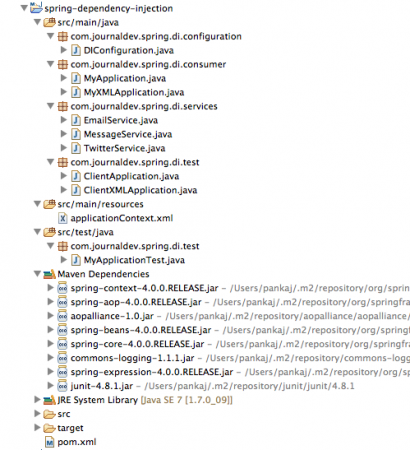 spring-dependency-injection
src/main/java
com.journaldev.spring.di.configuration
DIConfiguration.java
com.journaldev.spring.di.consumer
MyApplication.java
MyXMLApplication.java
com.journaldev.spring.di.services
EmailService.java
MessageService.java
TwitterService.java
com.journaldev.spring.di.test
ClientApplication.java
ClientXMLApplication.java
src/main/resources
applicationContext.xml
src/test/java
com.journaldev.spring.di.test
MyApplicationTest.java
Maven Dependencies
spring-context-4.0.0.RELEASE.jar - /Users/pankaj/.m2/repository/org/spring
spring-aop-4.0.0.RELEASE.jar - /Users/pankaj/.m2/repository/org/springfra
aopalliance-1.0.jar - /Users/pankaj/.m2/repository/aopalliance/aopalliance/
spring-beans-4.0.0.RELEASE.jar - /Users/pankaj/.m2/repository/org/springf
spring-core-4.0.0.RELEASE.jar - /Users/pankaj/.m2/repository/org/springfr
commons-logging-1.1.1.jar - /Users/pankaj/.m2/repository/commons-logg
spring-expression-4.0.0.RELEASE.jar - /Users/pankaj/.m2/repository/org/sp
junit-4.8.1.jar - /Users/pankaj/.m2/repository/junit/junit/4.8.1
JRE System Library [Java SE 7 [1.7.0_09]]
src
target
pom.xml